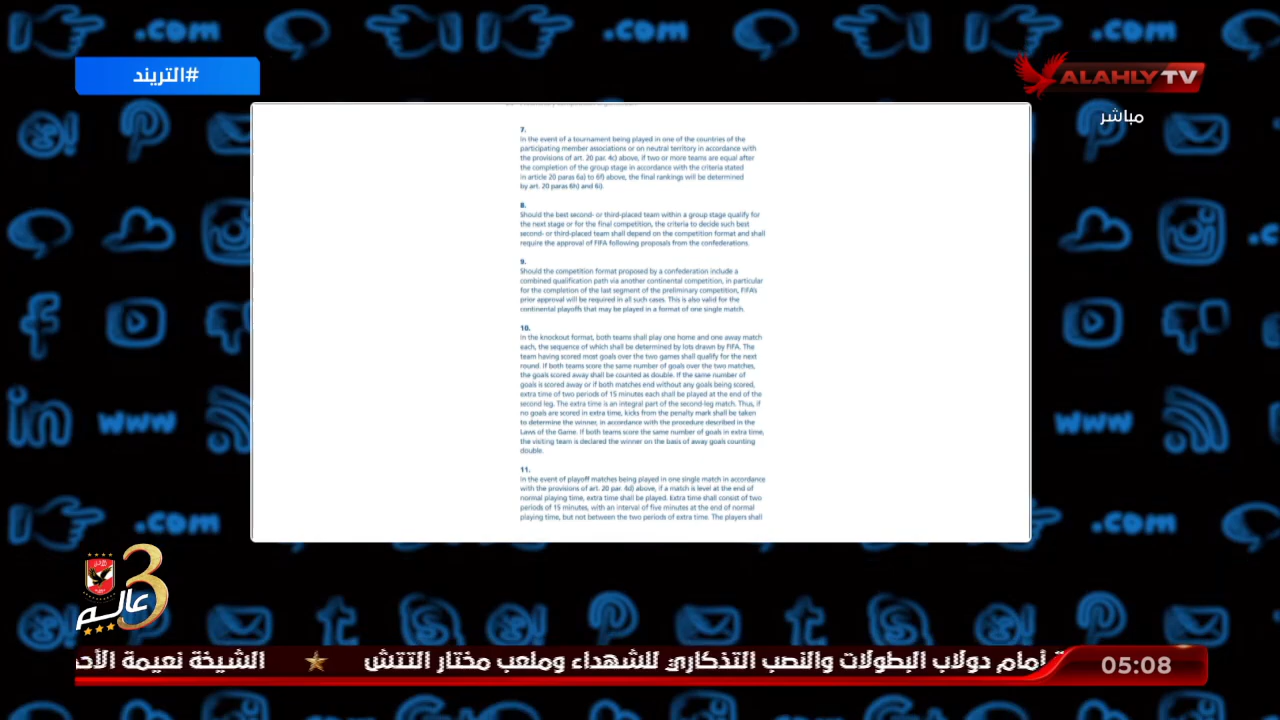 #التريند
ALAHLY TV
مباشر
7.
In the event of a tournament being played in one of the countries of the
participating member associations or on neutral territory in accordance with
the provisions of art. 20 par. 4c) above, if two or more teams are equal after
the completion of the group stage in accordance with the criteria stated
in article 20 paras 6a) to 6f) above, the final rankings will be determined
by art. 20 paras 6h) and 6i).
8.
Should the best second- or third-placed team within a group stage qualify for
the next stage or for the final competition, the criteria to decide such best
second- or third-placed team shall depend on the competition format and shall
require the approval of FIFA following proposals from the confederations.
9.
Should the competition format proposed by a confederation include a
combined qualification path via another continental competition, in particular
for the completion of the last segment of the preliminary competition, FIFA's
prior approval will be required in all such cases. This is also valid for the
continental playoffs that may be played in a format of one single match.
10.
In the knockout format, both teams shall play one home and one away match
each, the sequence of which shall be determined by lots drawn by FIFA. The
team having scored most goals over the two games shall qualify for the next
round. If both teams score the same number of goals over the two matches,
the goals scored away shall be counted as double. If the same number of
goals is scored away or if both matches end without any goals being scored,
extra time of two periods of 15 minutes each shall be played at the end of the
second leg. The extra time is an integral part of the second-leg match. Thus, if
no goals are scored in extra time, kicks from the penalty mark shall be taken
to determine the winner, in accordance with the procedure described in the
Laws of the Game. If both teams score the same number of goals in extra time,
the visiting team is declared the winner on the basis of away goals counting
double.
11.
In the event of playoff matches being played in one single match in accordance
with the provisions of art. 20 par. 4d) above, if a match is level at the end of
normal playing time, extra time shall be played. Extra time shall consist of two
periods of 15 minutes, with an interval of five minutes at the end of normal
playing time, but not between the two periods of extra time. The players shall
.com .com .com
www
www
.com .com
3 عالم
أمام دولاب البطولات والنصب التذكاري للشهداء وملعب مختار التتش ★ الشيخة نعيمة
05:08